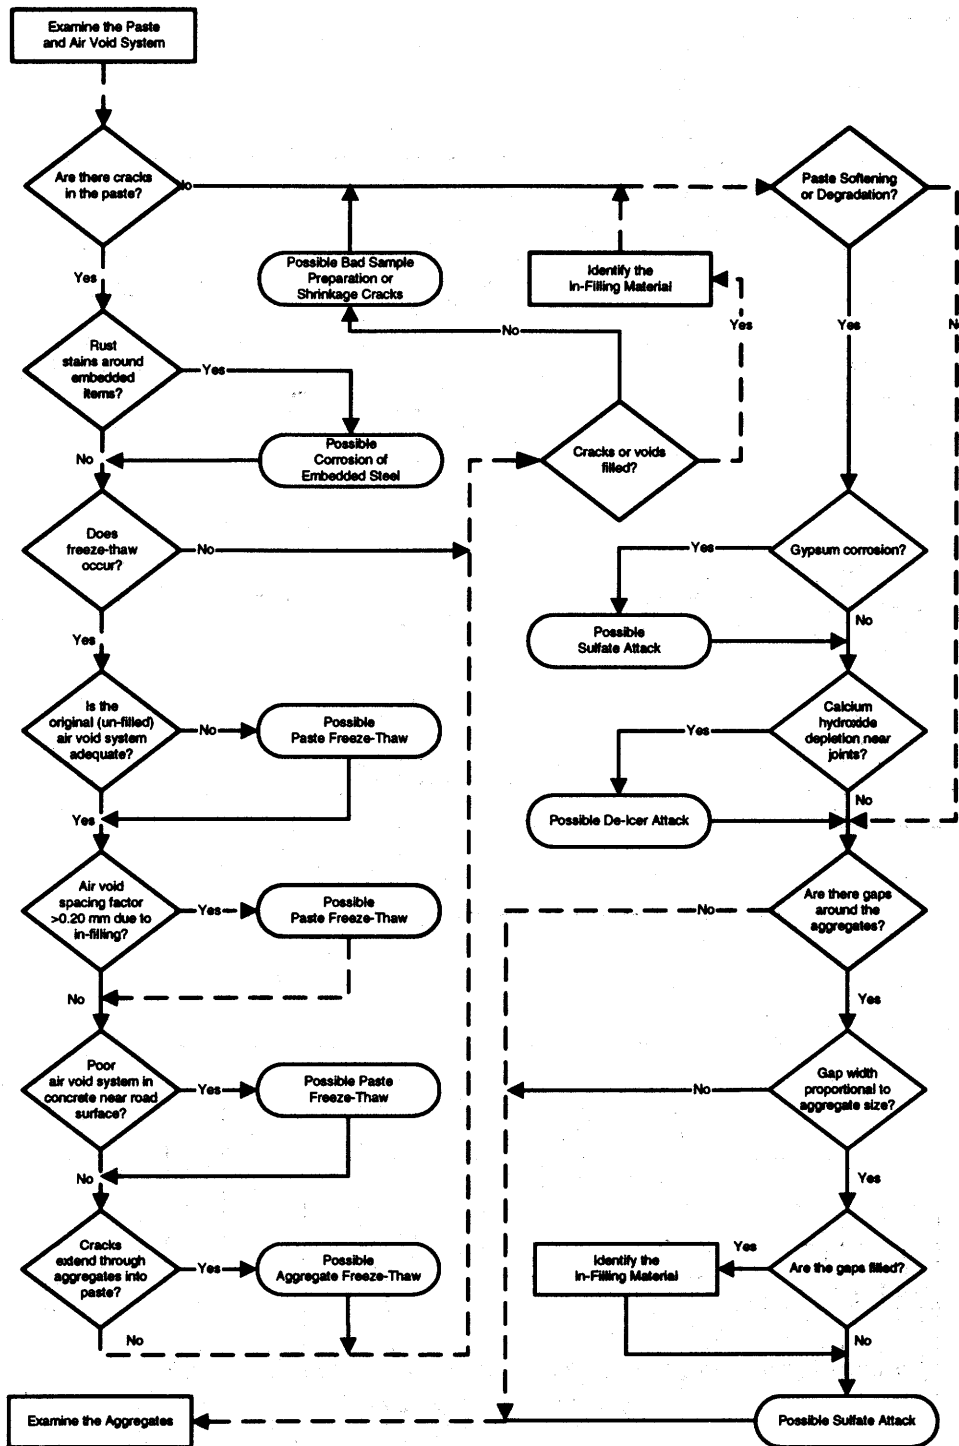 Examine the Paste
and Air Void System
Are there cracks
in the paste?
No
Paste Softening
or Degradation?
Possible Bad Sample
Preparation or
Shrinkage Cracks
Identify the
In-Filling Material
Yes
No
Yes
Yes
Rust
stains around
embedded
items?
Yes
Possible
Corrosion of
Embedded Steel
No
Cracks or voids
filled?
Does
freeze-thaw
occur?
No
Gypsum corrosion?
Yes
No
Possible
Sulfate Attack
Yes
Is the
original (un-filled)
air void system
adequate?
No
Possible
Paste Freeze-Thaw
Calcium
hydroxide
depletion near
joints?
Yes
No
Possible De-Icer Attack
Yes
Air void
spacing factor
>0.20 mm due to
in-filling?
Yes
Possible
Paste Freeze-Thaw
Are there gaps
around the
aggregates?
No
Yes
No
Poor
air void system in
concrete near road
surface?
Yes
Possible Paste
Freeze-Thaw
Gap width
proportional to
aggregate size?
No
Yes
No
Cracks
extend through
aggregates into
paste?
Yes
Possible
Aggregate Freeze-Thaw
Identify the
In-Filling Material
Yes
Are the gaps filled?
No
No
Examine the Aggregates
Possible Sulfate Attack